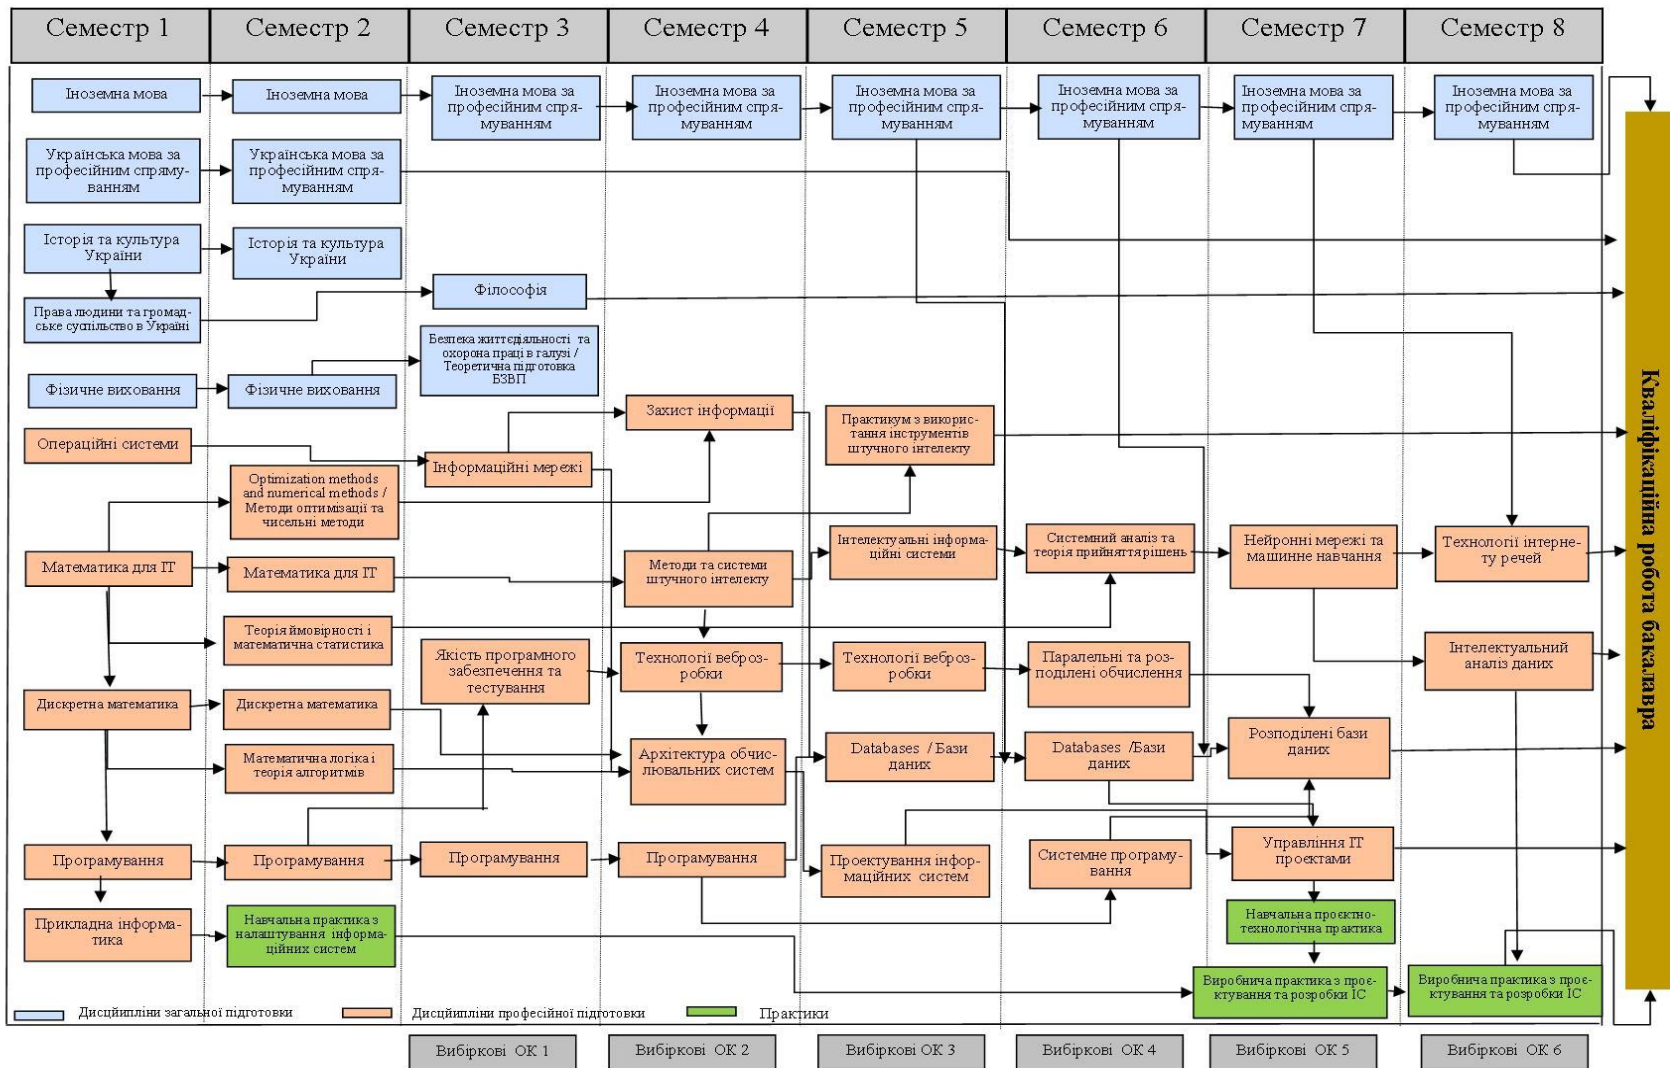 Семестр 1
Семестр 2
Семестр 3
Семестр 4
Семестр 5
Семестр 6
Семестр 7
Семестр 8
Іноземна мова
Українська мова за
професійним спряму-
ванням
Історія та культура
України
Права людини та громад-
ське суспільство в Україні
Фізичне виховання
Операційні системи
Математика для ІТ
Дискретна математика
Програмування
Прикладна інформа-
тика
Іноземна мова
Українська мова за
професійним спря-
муванням
Історія та культура
України
Фізичне виховання
Optimization methods
and numerical methods /
Методи оптимізації та
чисельні методи
Математика для ІТ
Теорія ймовірності і
математична статистика
Дискретна математика
Математична логіка і
теорія алгоритмів
Програмування
Навчальна практика з
налаштування інформа-
ційних систем
Іноземна мова за
професійним спря-
муванням
Філософія
Безпека життєдіяльності та
охорона праці в галузі /
Теоретична підготовка
БЗВП
Інформаційні мережі
Якість програмного
забезпечення та
тестування
Програмування
Іноземна мова за
професійним спря-
муванням
Захист інформації
Методи та системи
штучного інтелекту
Технології веброз-
робки
Архітектура обчис-
лювальних систем
Програмування
Іноземна мова за
професійним спря-
муванням
Практикум з викорис-
тання інструментів
штучного інтелекту
Інтелектуальні інформа-
ційні системи
Технології веброз-
робки
Databases / Бази
даних
Проектування інфор-
маційних систем
Іноземна мова за
професійним спря-
муванням
Системний аналіз та
теорія прийняттярішень
Паралельні та роз-
поділені обчислення
Databases /Бази
даних
Системне програму-
вання
Іноземна мова за
професійним спря-
муванням
Нейронні мережі та
машинне навчання
Розподілені бази
даних
Управління ІТ
проектами
Навчальна проєктно-
технологічна практика
Виробнича практика з проє-
ктування та розробки ІС
Іноземна мова за
професійним спря-
муванням
Технології інтерне-
ту речей
Інтелектуальний
аналіз даних
Виробнича практика з проє-
ктування та розробки ІС
Кваліфікаційна робота бакалавра
Дисційпліни загальної підготовки
Дисційпліни професійної підготовки
Практики
Вибіркові ОК 1
Вибіркові ОК 2
Вибіркові ОК 3
Вибіркові ОК 4
Вибіркові ОК 5
Вибіркові ОК 6